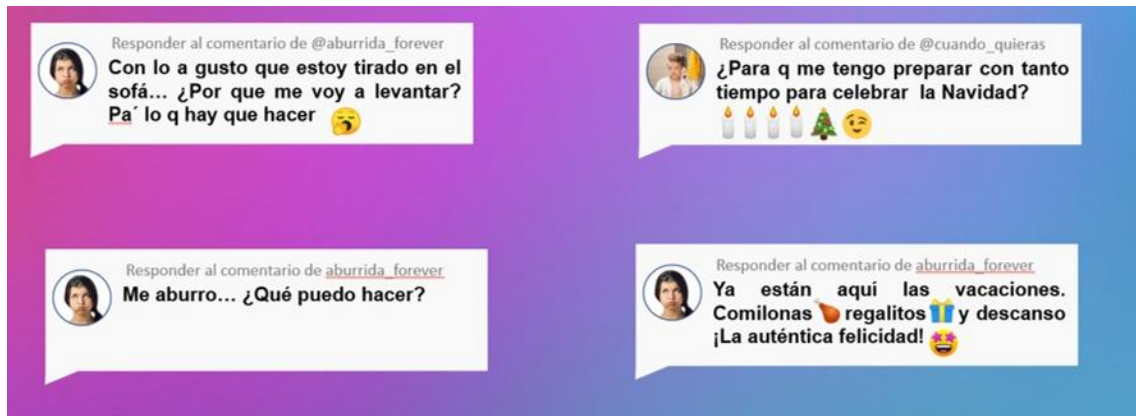 Responder al comentario de @aburrida_forever
Con lo a gusto que estoy tirado en el
sofá... ¿Por que me voy a levantar?
Pa´ lo q hay que hacer
Responder al comentario de @cuando_quieras
¿Para q me tengo preparar con tanto
tiempo para celebrar la Navidad?
Responder al comentario de aburrida_forever
Me aburro... ¿Qué puedo hacer?
Responder al comentario de aburrida_forever
Ya están aquí las vacaciones.
Comilonas regalitos y descanso
¡La auténtica felicidad!